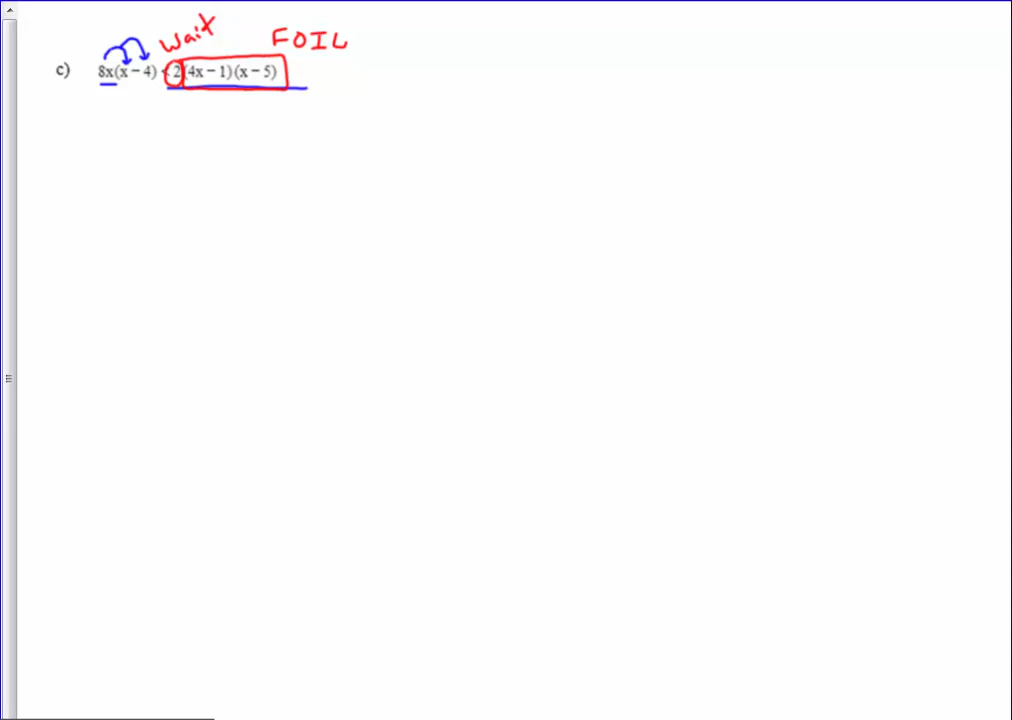 Wait FOIL
c) 8x(x − 4) < 2(4x − 1)(x − 5)